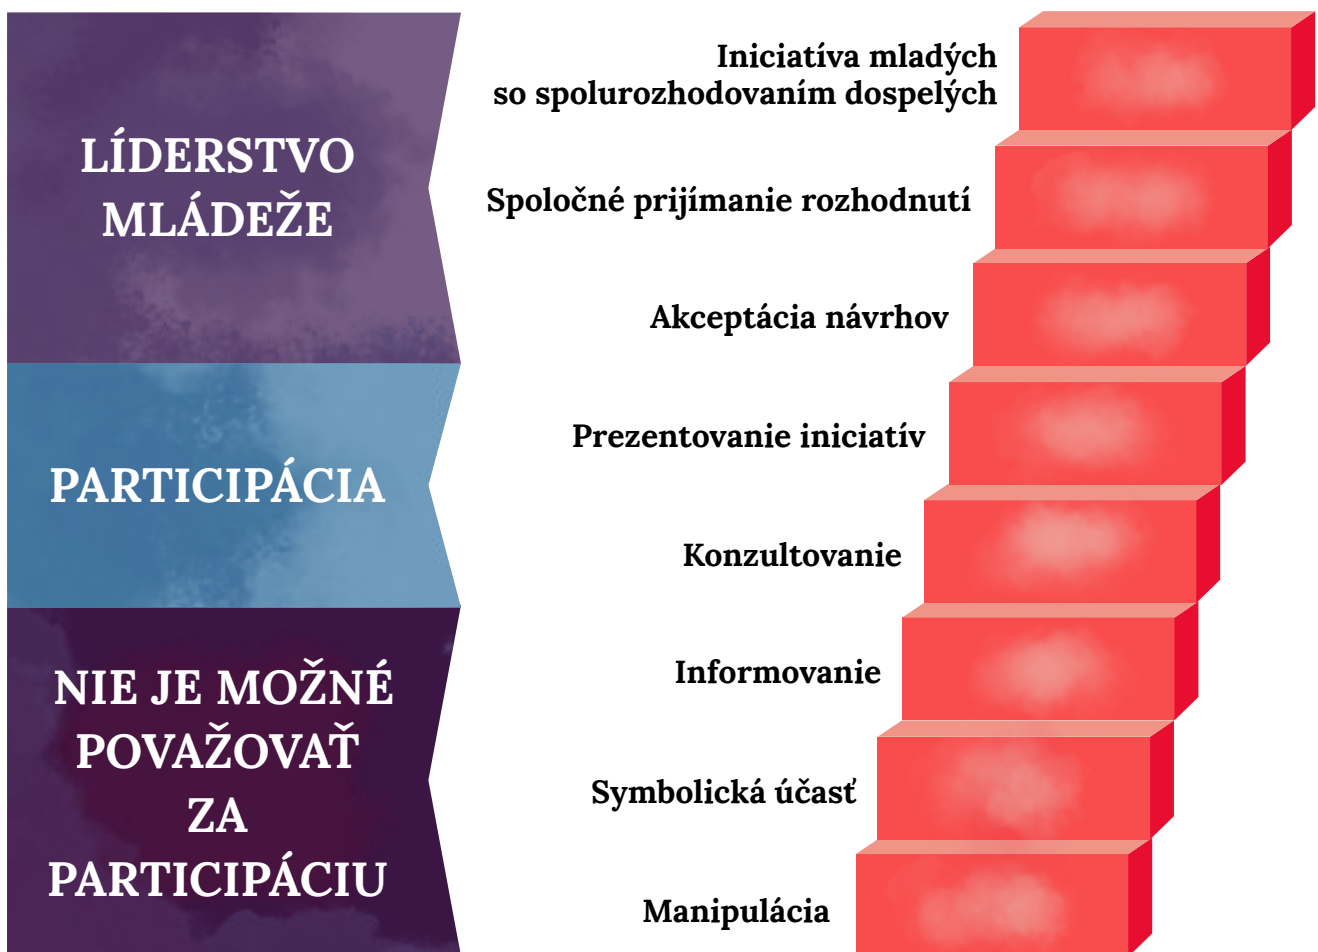 LÍDERSTVO
MLÁDEŽE
Iniciatíva mladých
so spolurozhodovaním dospelých
Spoločné prijímanie rozhodnutí
Akceptácia návrhov
PARTICIPÁCIA
Prezentovanie iniciatív
Konzultovanie
NIE JE MOŽNÉ
POVAŽOVAŤ
ZA
PARTICIPÁCIU
Informovanie
Symbolická účasť
Manipulácia